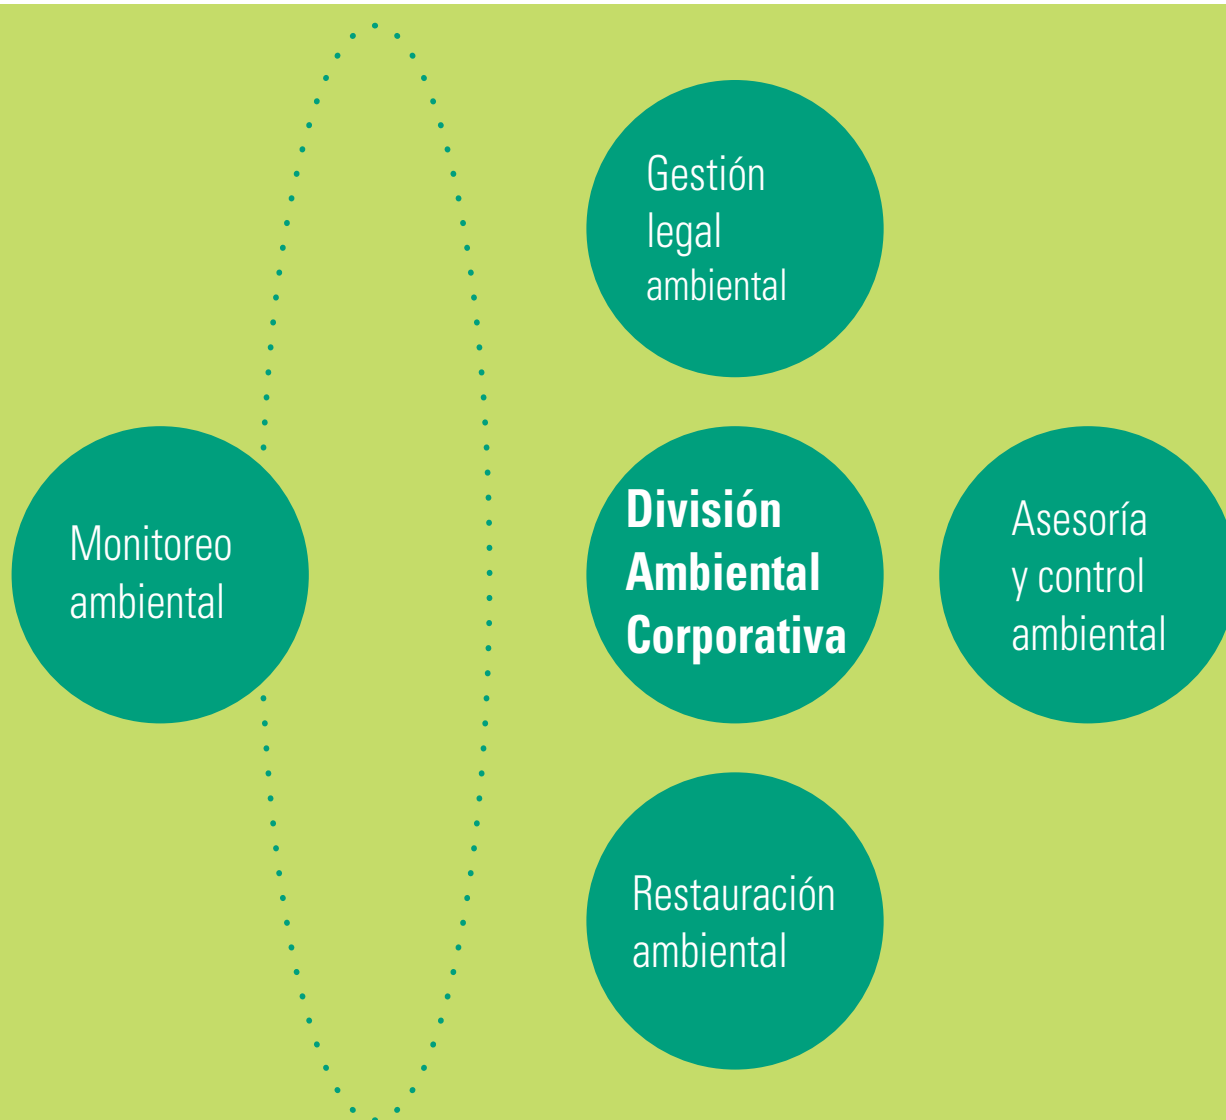 Gestión
legal
ambiental
Monitoreo
ambiental
División
Ambiental
Corporativa
Asesoría
y control
ambiental
Restauración
ambiental